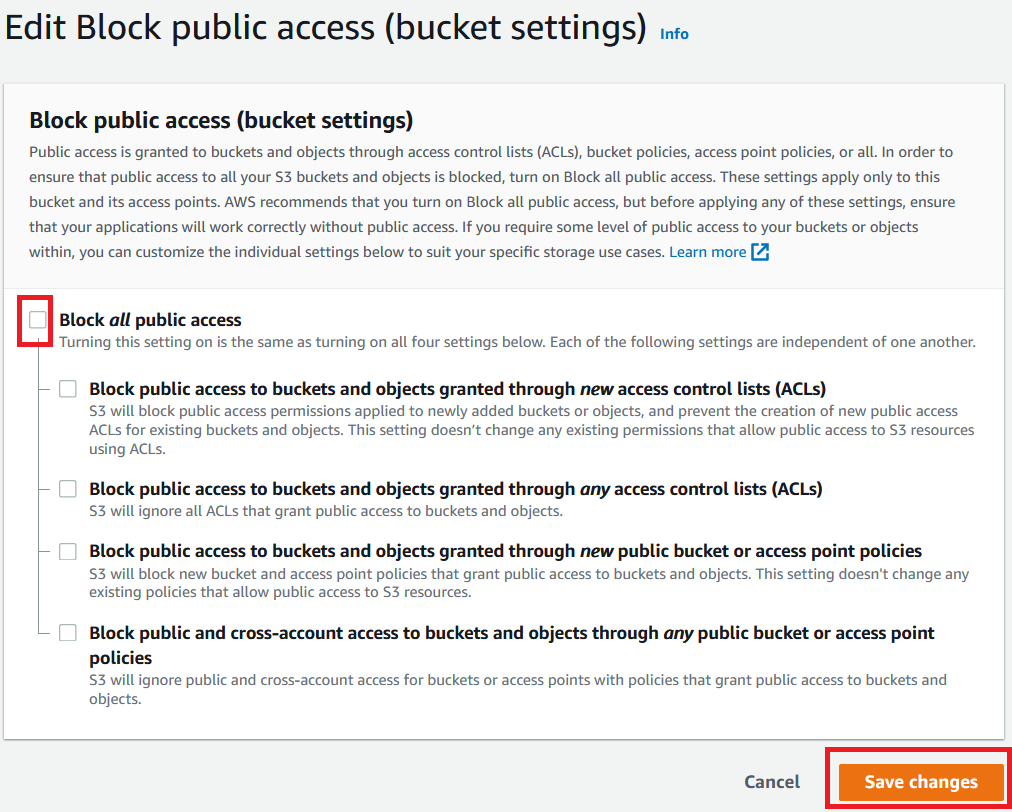 Edit Block public access (bucket settings) Info
Block public access (bucket settings)
Public access is granted to buckets and objects through access control lists (ACLs), bucket policies, access point policies, or all. In order to
ensure that public access to all your S3 buckets and objects is blocked, turn on Block all public access. These settings apply only to this
bucket and its access points. AWS recommends that you turn on Block all public access, but before applying any of these settings, ensure
that your applications will work correctly without public access. If you require some level of public access to your buckets or objects
within, you can customize the individual settings below to suit your specific storage use cases. Learn more
Block all public access
Turning this setting on is the same as turning on all four settings below. Each of the following settings are independent of one another.
Block public access to buckets and objects granted through new access control lists (ACLs)
S3 will block public access permissions applied to newly added buckets or objects, and prevent the creation of new public access
ACLs for existing buckets and objects. This setting doesn't change any existing permissions that allow public access to S3 resources
using ACLs.
Block public access to buckets and objects granted through any access control lists (ACLs)
S3 will ignore all ACLs that grant public access to buckets and objects.
Block public access to buckets and objects granted through new public bucket or access point policies
S3 will block new bucket and access point policies that grant public access to buckets and objects. This setting doesn't change any
existing policies that allow public access to S3 resources.
Block public and cross-account access to buckets and objects through any public bucket or access point
policies
S3 will ignore public and cross-account access for buckets or access points with policies that grant public access to buckets and
objects.
Cancel Save changes